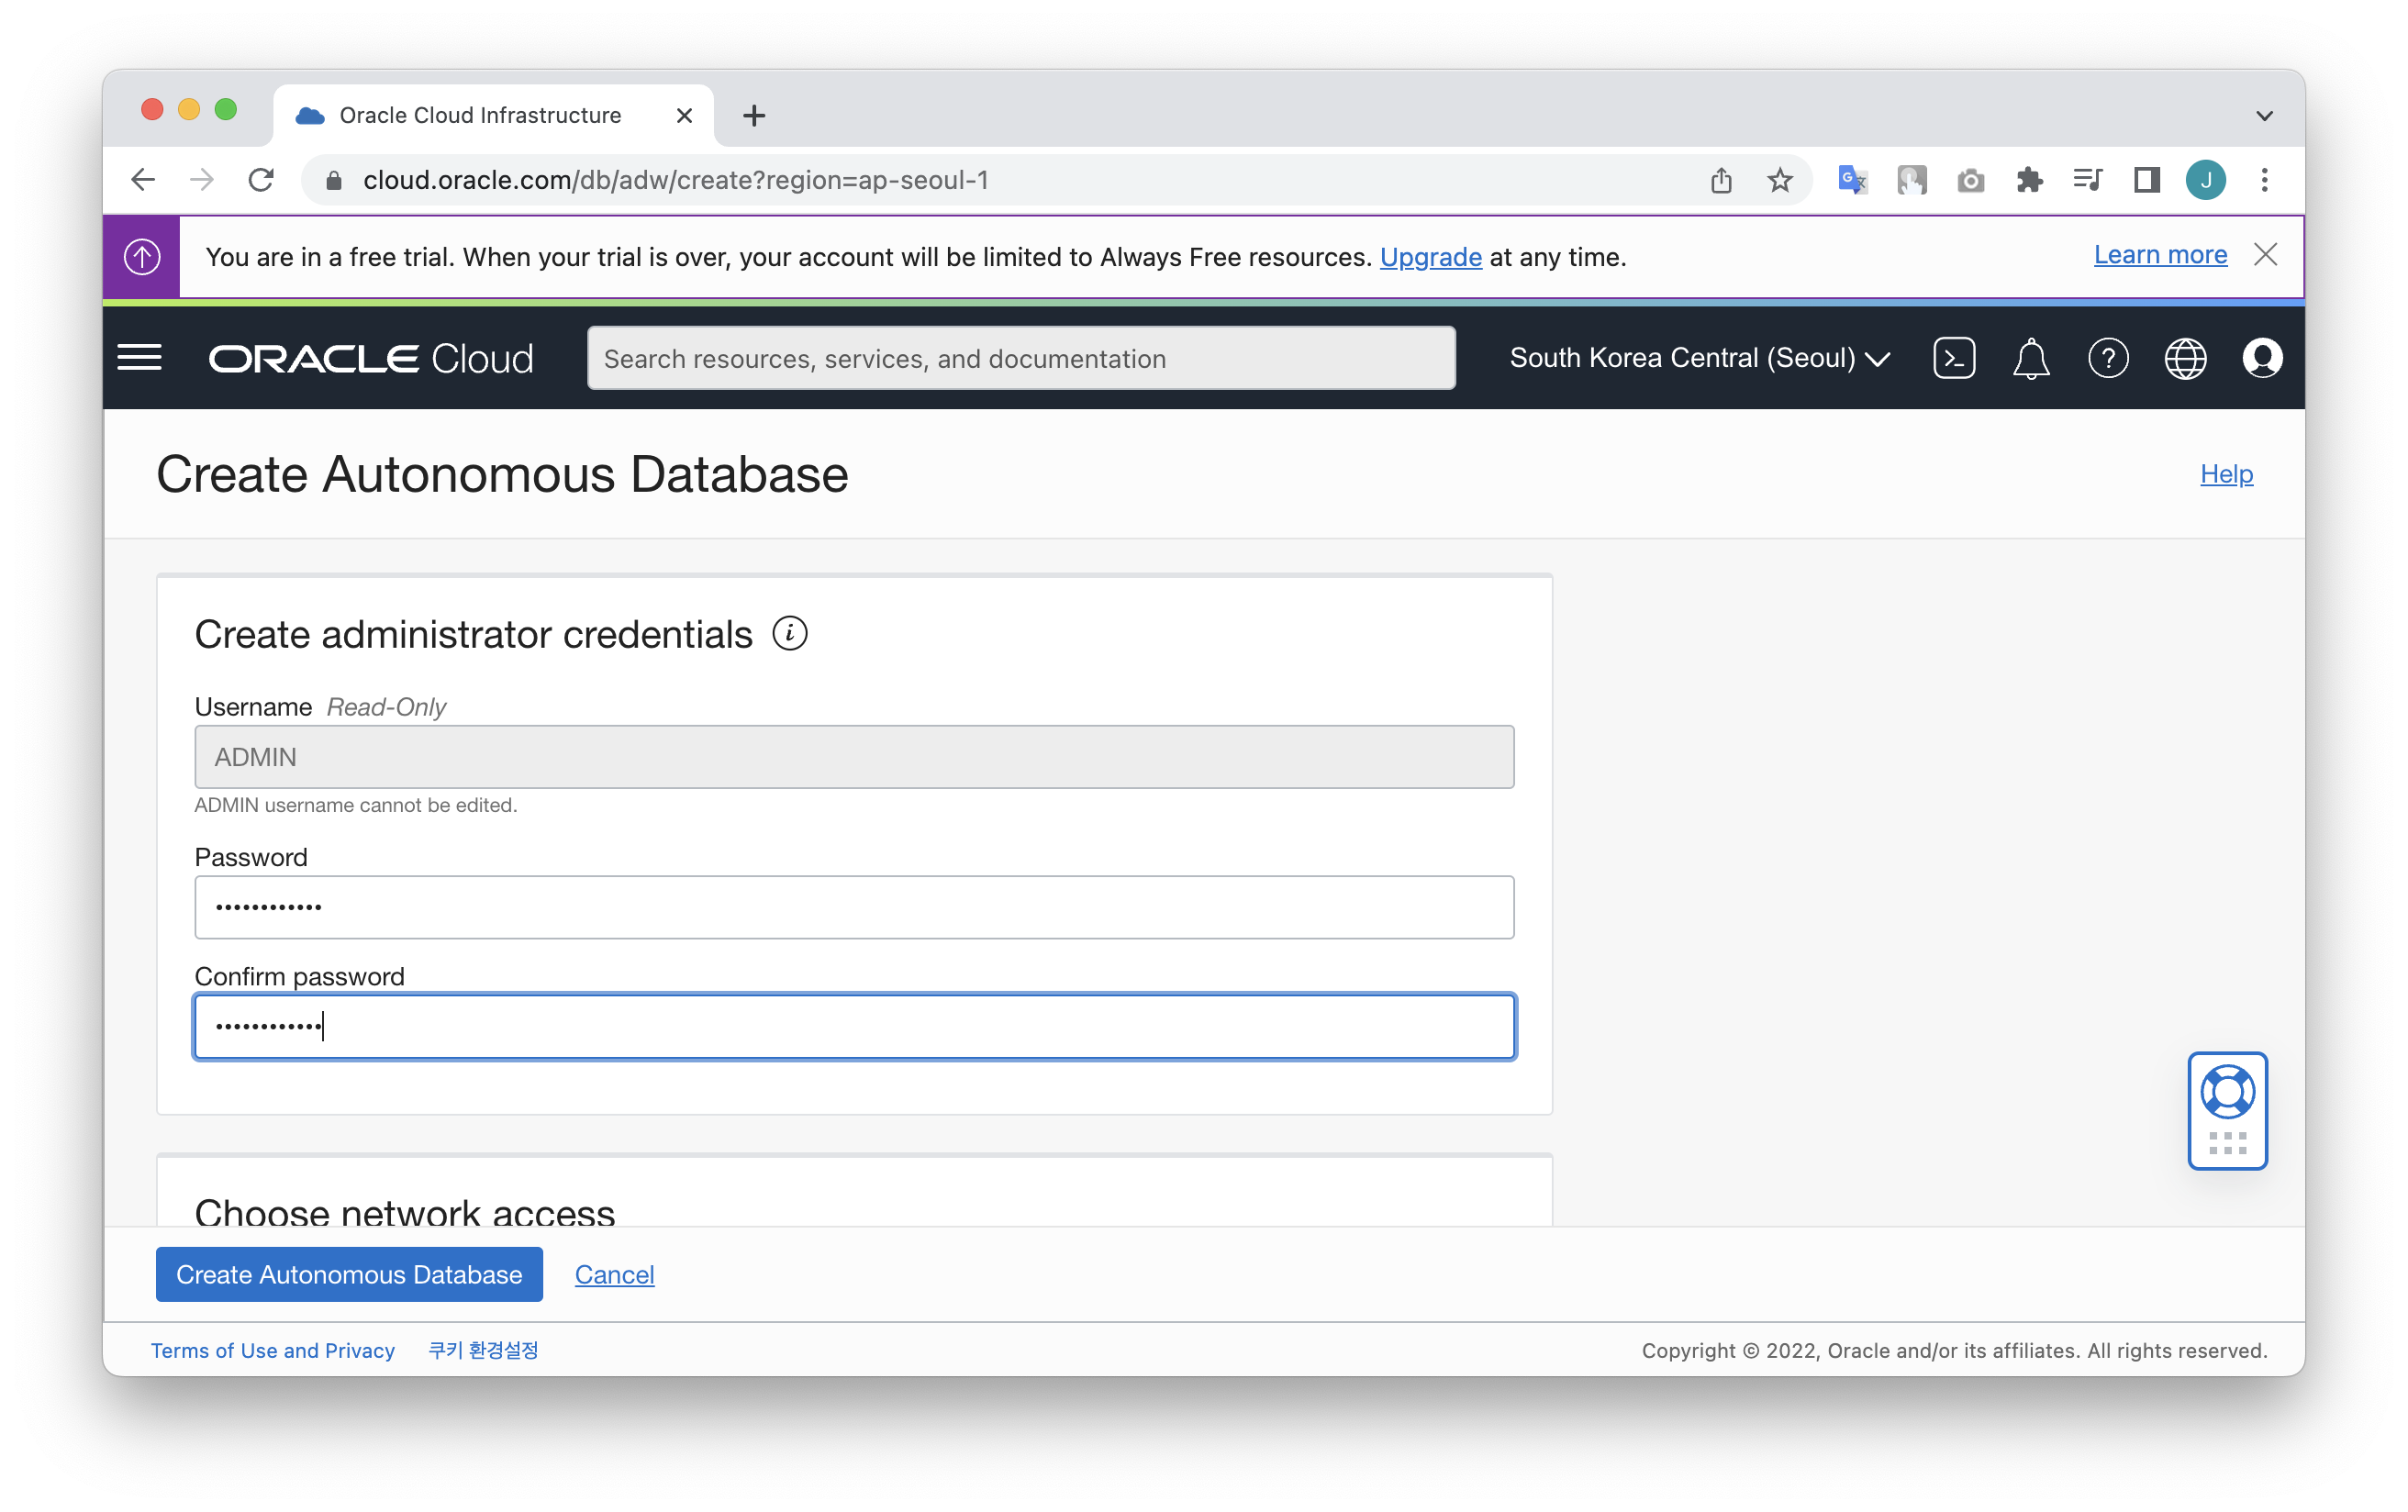 Oracle Cloud Infrastructure
cloud.oracle.com/db/adw/create?region=ap-seoul-1
J
You are in a free trial. When your trial is over, your account will be limited to Always Free resources. Upgrade at any time.
Learn more
ORACLE Cloud
Search resources, services, and documentation
South Korea Central (Seoul)
Create Autonomous Database
Help
Create administrator credentials
Username Read-Only
ADMIN
ADMIN username cannot be edited.
Password
••••••••••••
Confirm password
••••••••••••
Choose network access
Create Autonomous Database
Cancel
Terms of Use and Privacy
쿠키 환경설정
Copyright © 2022, Oracle and/or its affiliates. All rights reserved.